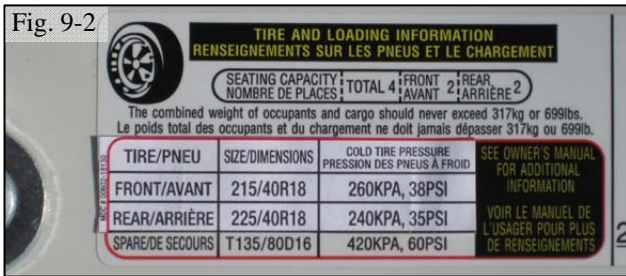 Fig. 9-2
TIRE AND LOADING INFORMATION
RENSEIGNEMENTS SUR LES PNEUS ET LE CHARGEMENT
SEATING CAPACITY TOTAL 4 FRONT 2 REAR 2
NOMBRE DE PLACES AVANT ARRIÈRE
The combined weight of occupants and cargo should never exceed 317kg or 699lbs.
Le poids total des occupants et du chargement ne doit jamais dépasser 317kg ou 699lb.
TIRE/PNEU SIZE/DIMENSIONS COLD TIRE PRESSURE
PRESSION DES PNEUS À FROID
FRONT/AVANT 215/40R18 260KPA, 38PSI
REAR/ARRIÈRE 225/40R18 240KPA, 35PSI
SPARE/DE SECOURS T135/80D16 420KPA, 60PSI
SEE OWNER'S MANUAL
FOR ADDITIONAL
INFORMATION
VOIR LE MANUEL DE
L'USAGER POUR PLUS
DE RENSEIGNEMENTS